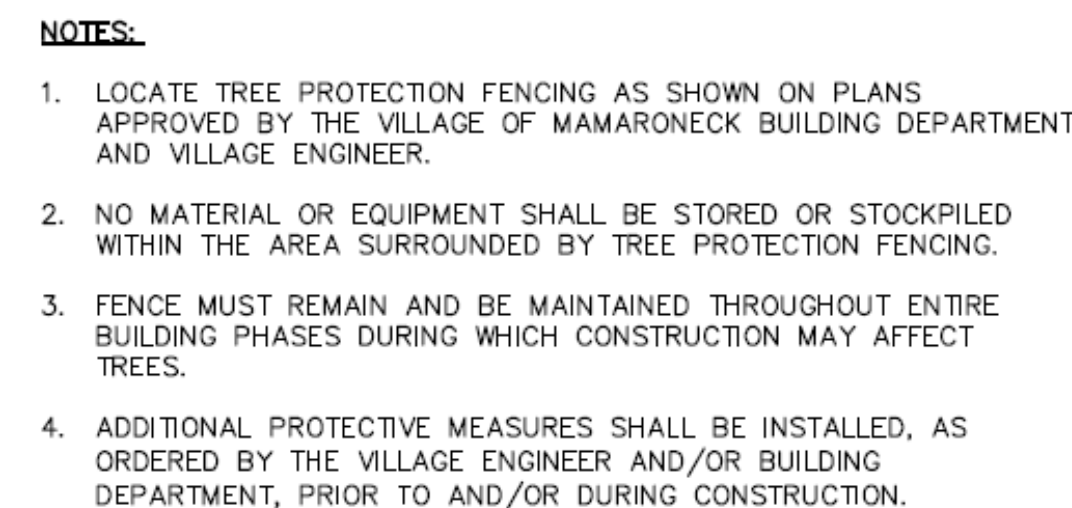 NOTES:
1. LOCATE TREE PROTECTION FENCING AS SHOWN ON PLANS
APPROVED BY THE VILLAGE OF MAMARONECK BUILDING DEPARTMENT
AND VILLAGE ENGINEER.
2. NO MATERIAL OR EQUIPMENT SHALL BE STORED OR STOCKPILED
WITHIN THE AREA SURROUNDED BY TREE PROTECTION FENCING.
3. FENCE MUST REMAIN AND BE MAINTAINED THROUGHOUT ENTIRE
BUILDING PHASES DURING WHICH CONSTRUCTION MAY AFFECT
TREES.
4. ADDITIONAL PROTECTIVE MEASURES SHALL BE INSTALLED, AS
ORDERED BY THE VILLAGE ENGINEER AND/OR BUILDING
DEPARTMENT, PRIOR TO AND/OR DURING CONSTRUCTION.